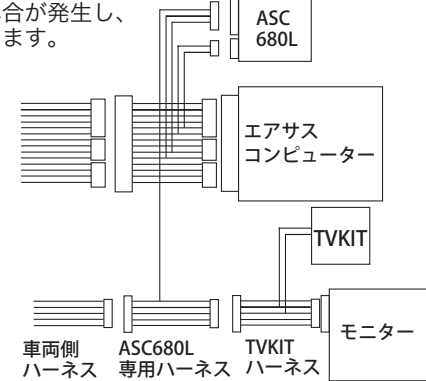 合が発生し、
ます。
ASC
680L
エアサス
コンピューター
TVKIT
モニター
車両側
ハーネス
ASC680L
専用ハーネス
TVKIT
ハーネス